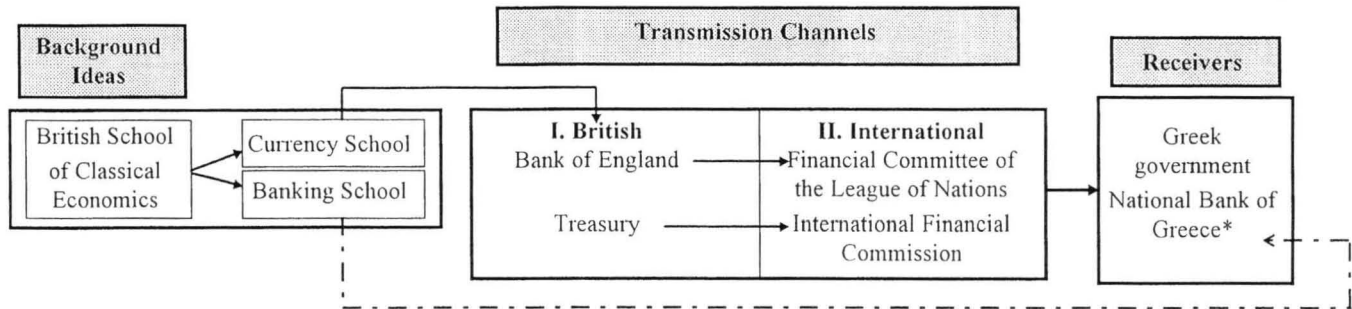 Background
Ideas
Transmission Channels
Receivers
British School
of Classical
Economics
Currency School
Banking School
I. British
Bank of England
Treasury
II. International
Financial Committee of
the League of Nations
International Financial
Commission
Greek
government
National Bank of
Greece*